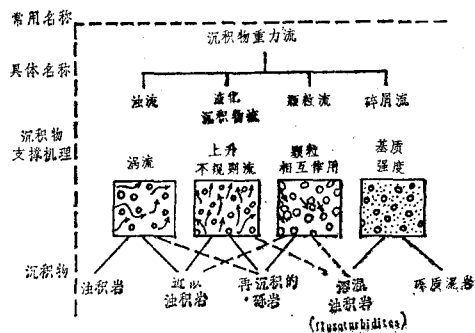 常用名称
沉积物重力流
具体名称
浊流 液化 颗粒流 碎屑流
沉积物流
沉积物
支撑机理
涡流 上升 颗粒 基质
不规则流 相互作用 强度
沉积物
浊积岩 近似 再沉积的 滑混 碎屑泥岩
浊积岩 砾岩 浊积岩
(fluxoturbidites)